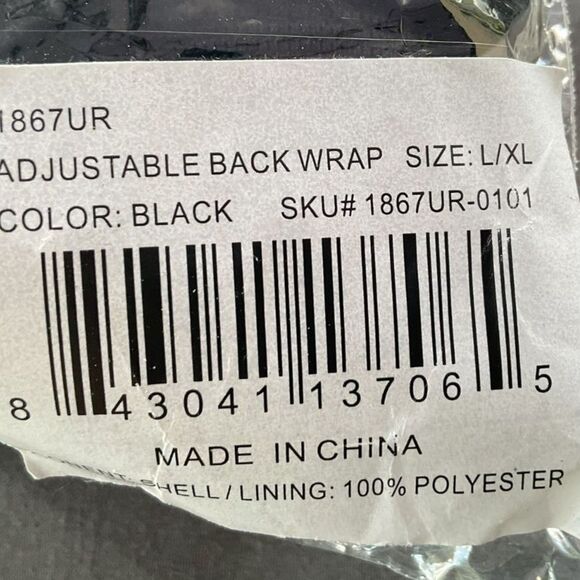 1867UR
ADJUSTABLE BACK WRAP SIZE: L/XL
COLOR: BLACK SKU# 1867UR-0101
8 43041 13706 5
MADE IN CHINA
SHELL / LINING: 100% POLYESTER